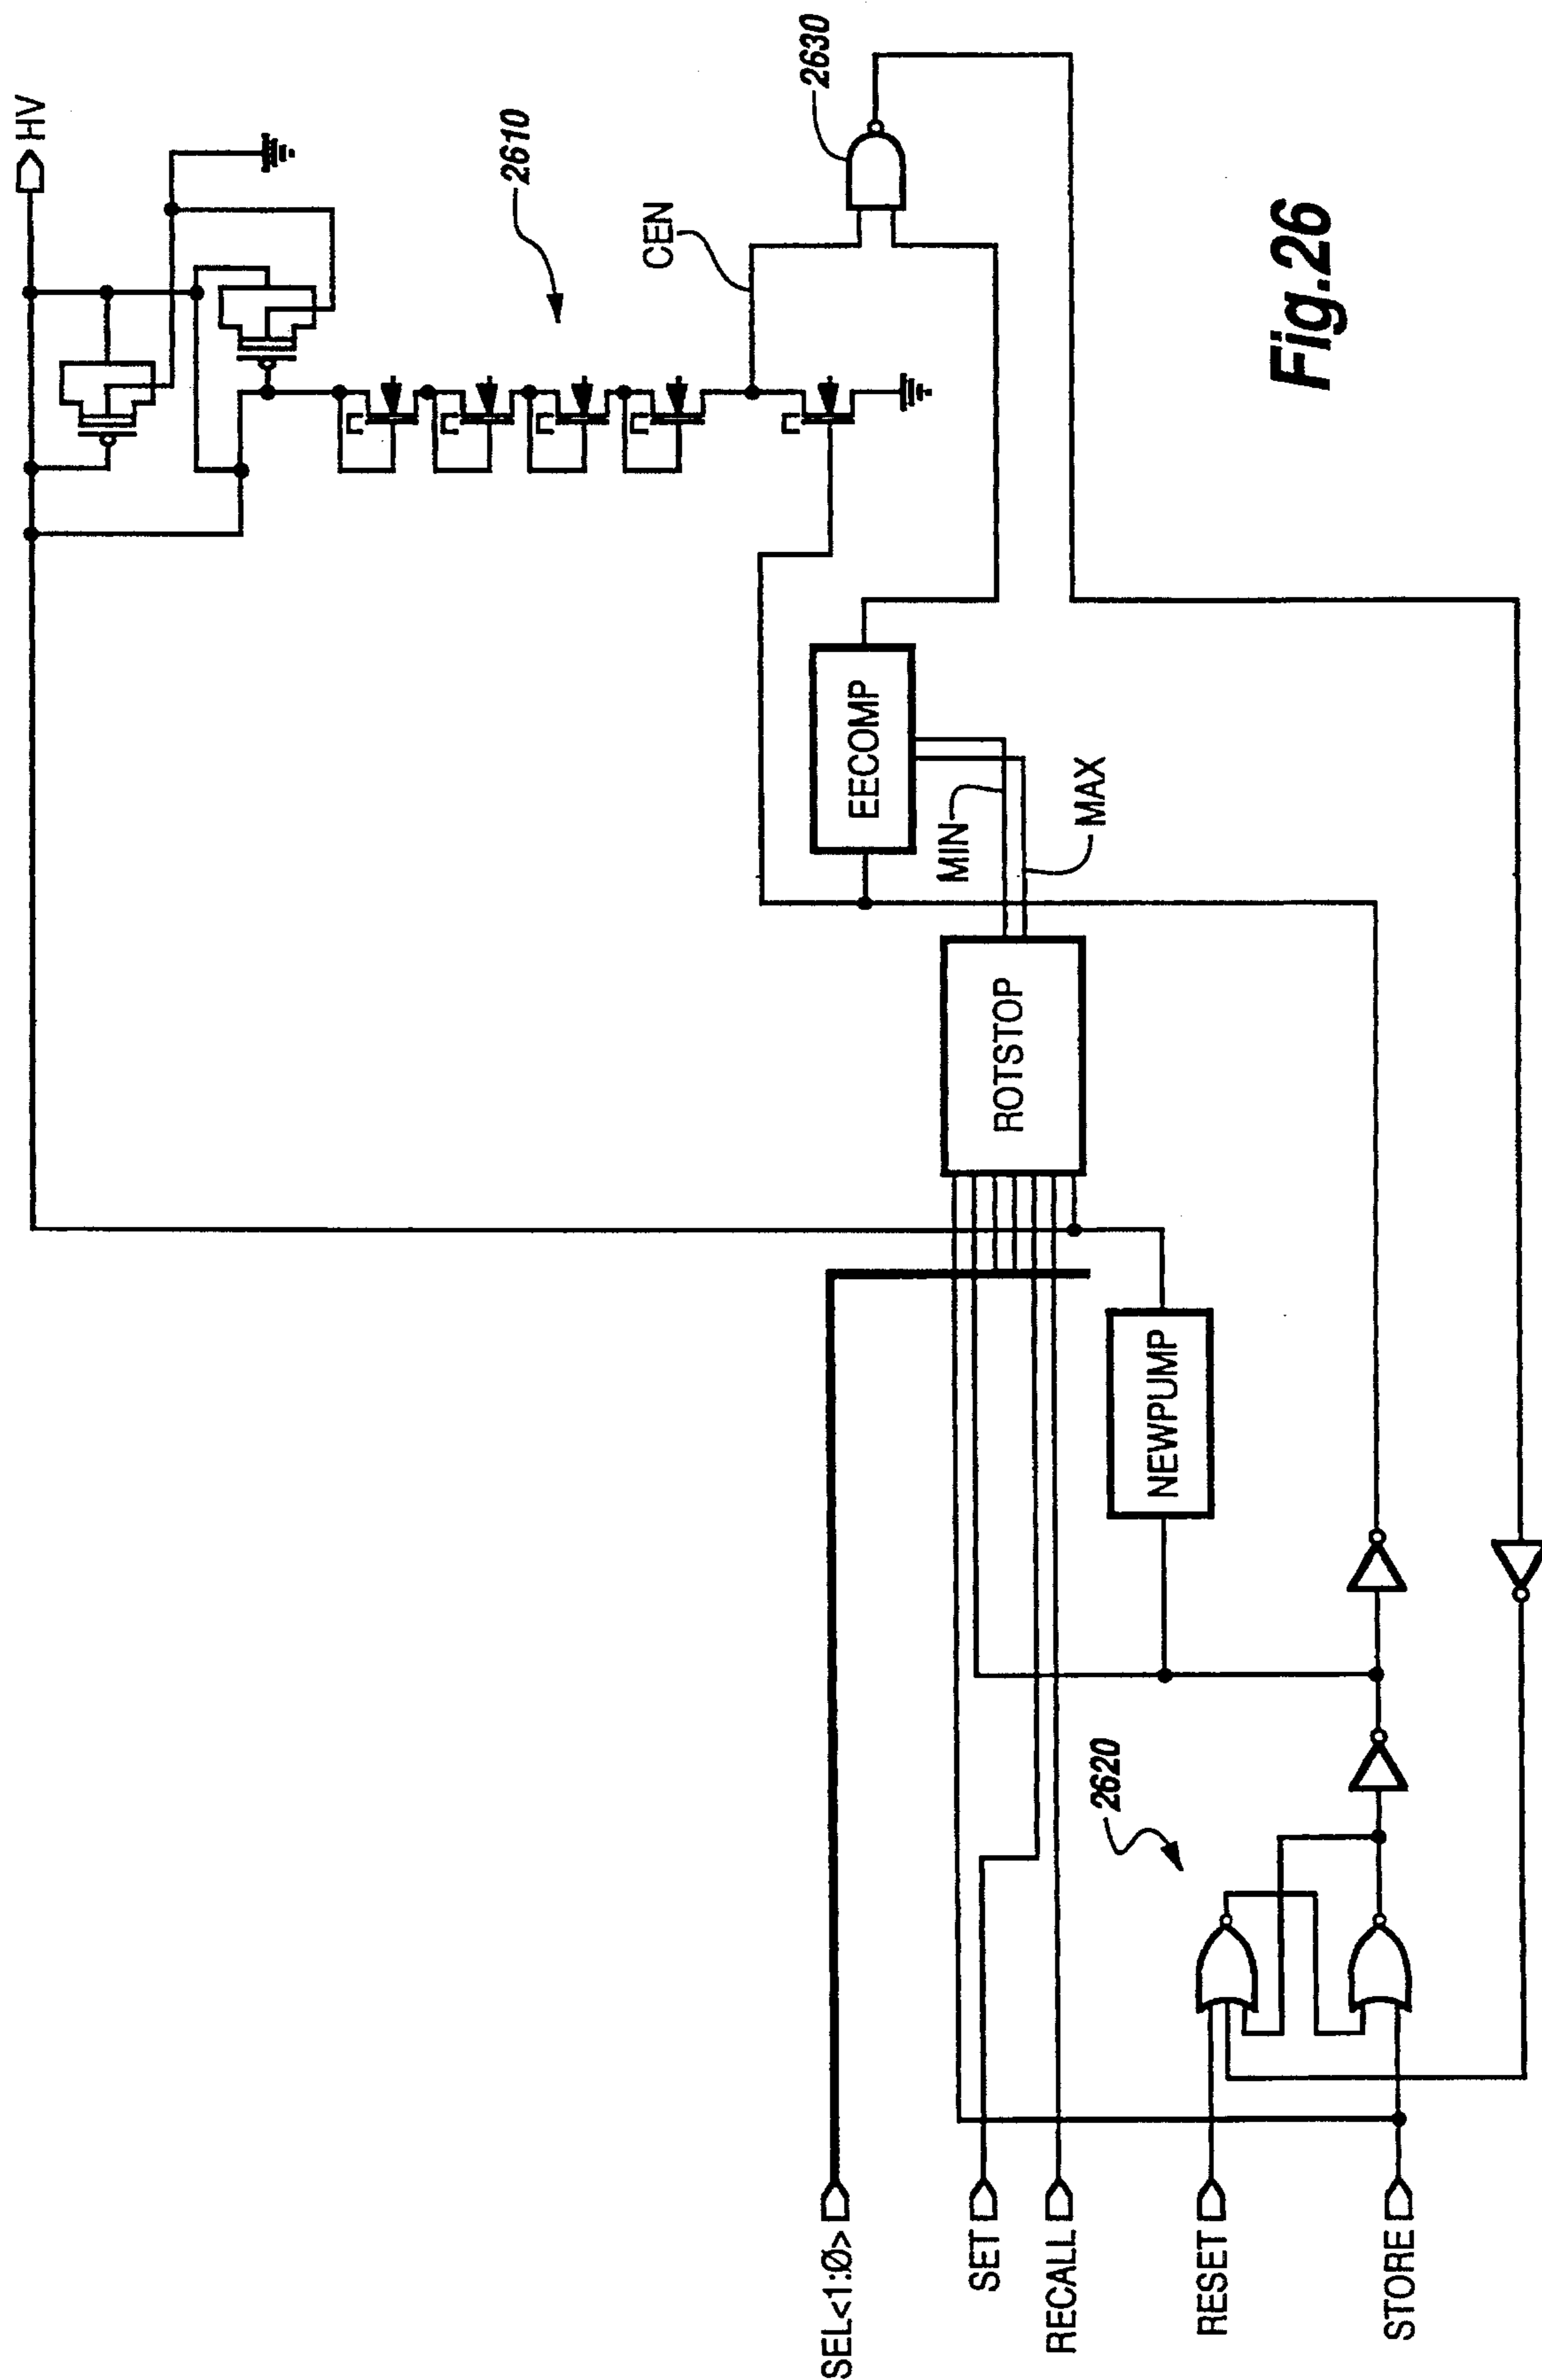 HV
2610
CEN
2630
EECOMP
MIN
MAX
ROTSTOP
NEWPUMP
2620
SEL<1:Ø>
SET
RECALL
RESET
STORE
Fig.26